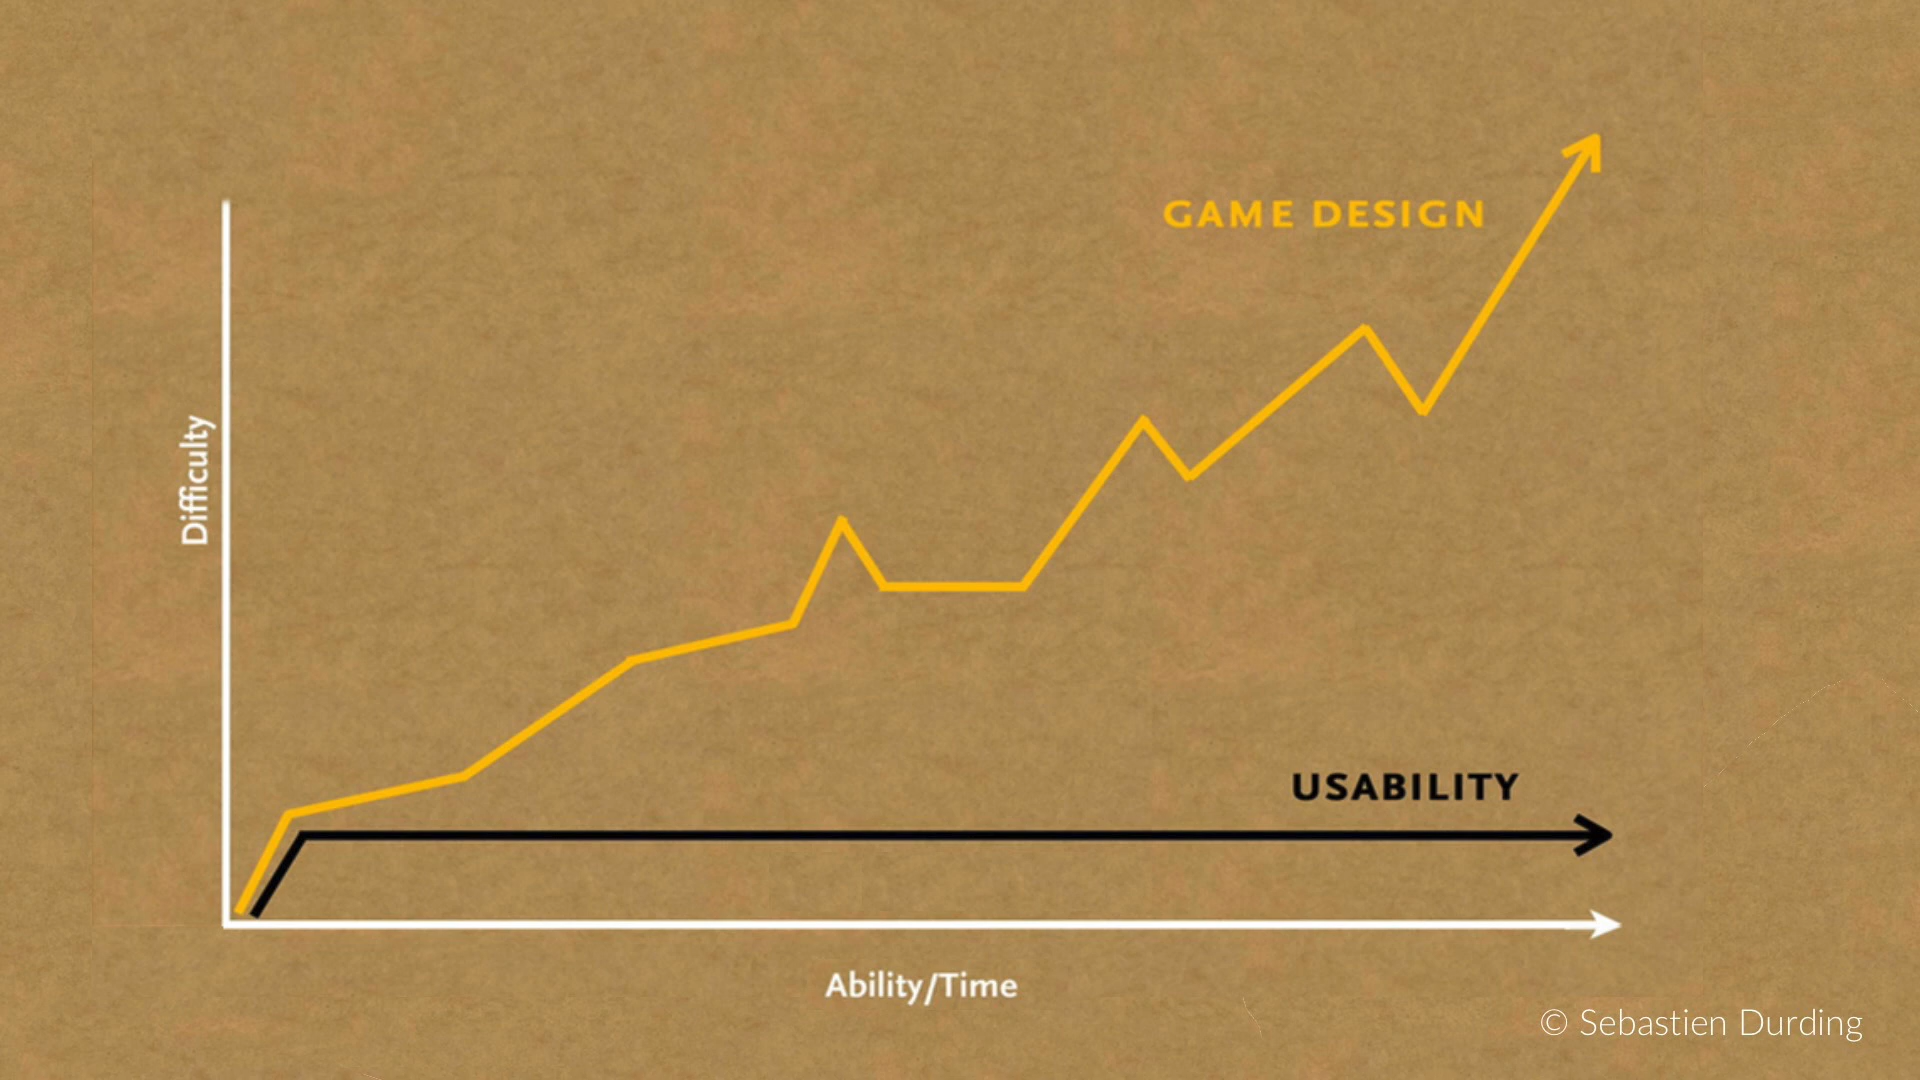 GAME DESIGN
Difficulty
USABILITY
Ability/Time
© Sebastien Durding